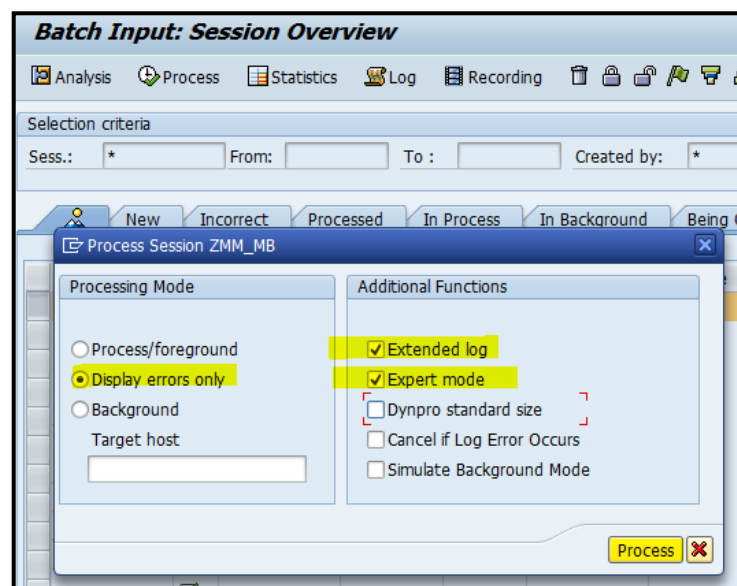 Batch Input: Session Overview
Analysis Process Statistics Log Recording
Selection criteria
Sess.: * From: To : Created by: *
New Incorrect Processed In Process In Background Being
Process Session ZMM_MB
Processing Mode Additional Functions
Process/foreground Extended log
Display errors only Expert mode
Background Dynpro standard size
Target host Cancel if Log Error Occurs
Simulate Background Mode
Process